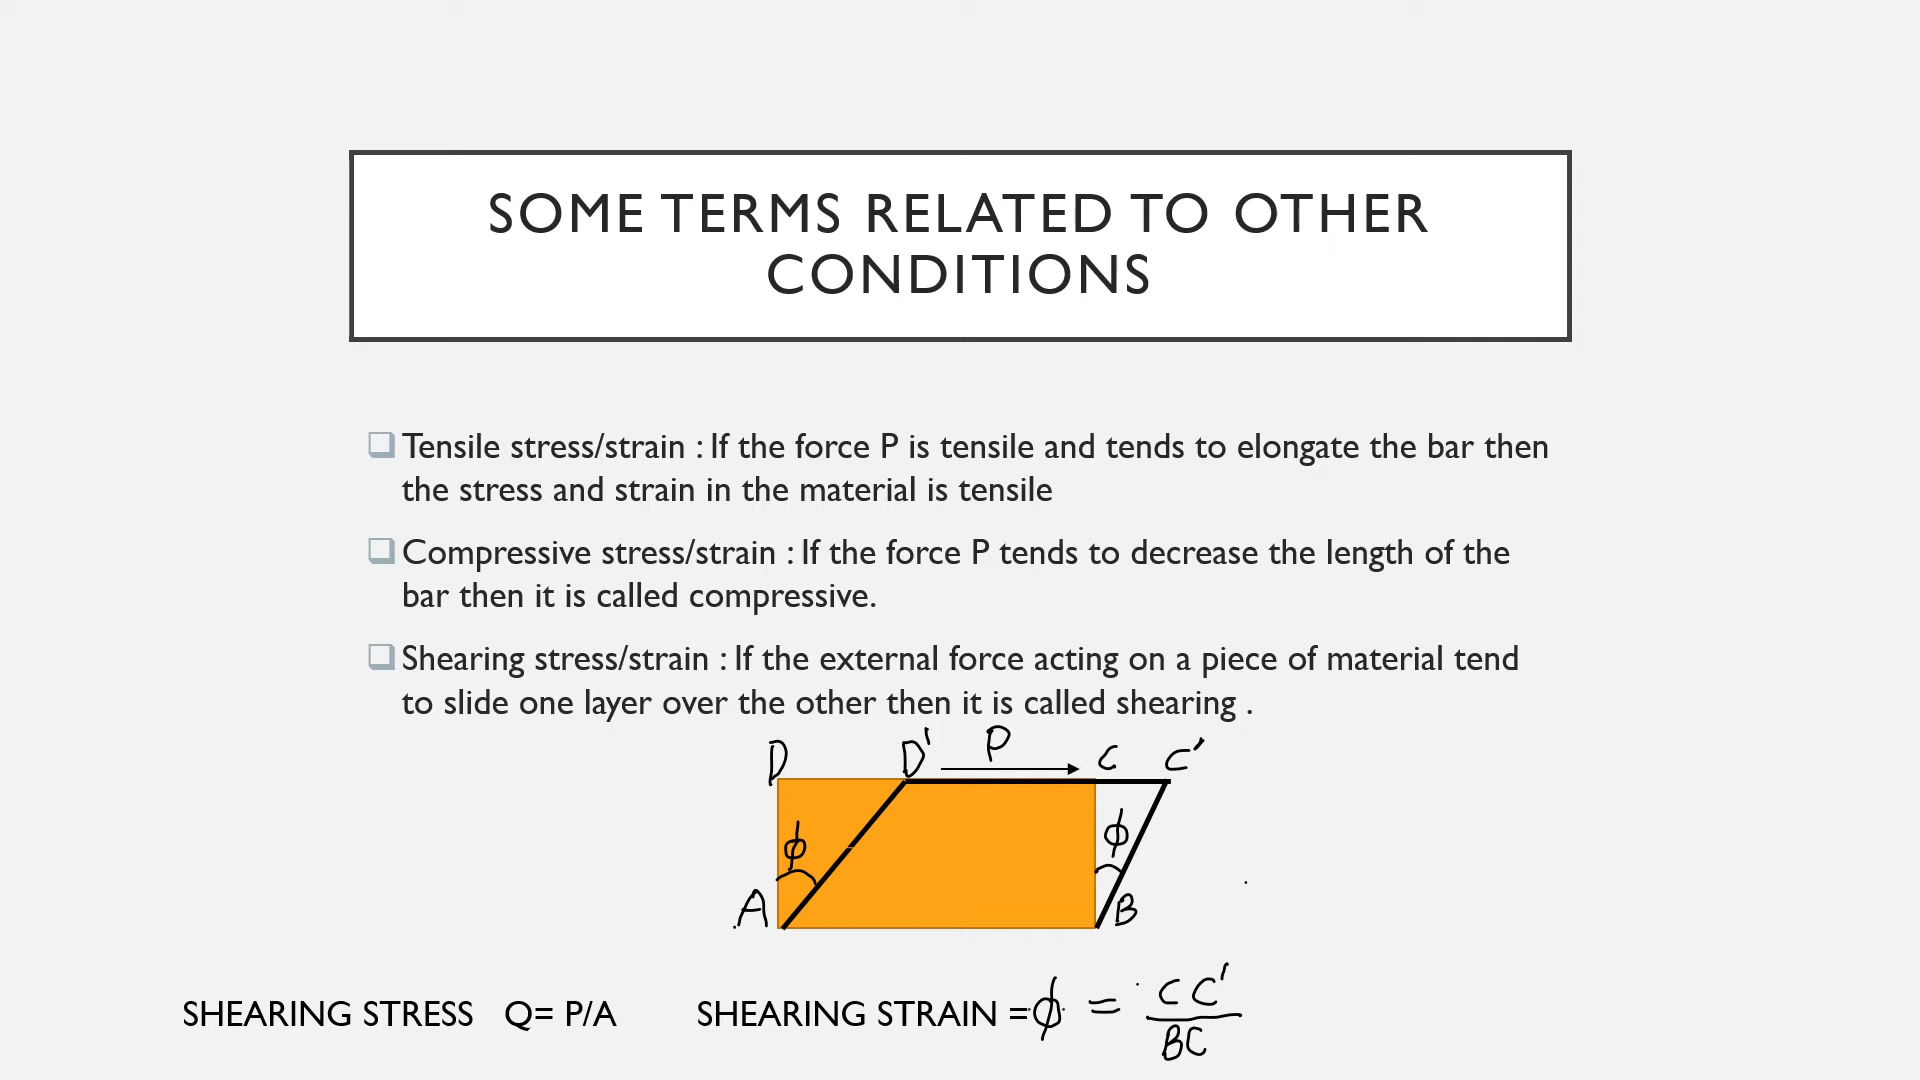 SOME TERMS RELATED TO OTHER
CONDITIONS
Tensile stress/strain : If the force P is tensile and tends to elongate the bar then
the stress and strain in the material is tensile
Compressive stress/strain : If the force P tends to decrease the length of the
bar then it is called compressive.
Shearing stress/strain : If the external force acting on a piece of material tend
to slide one layer over the other then it is called shearing .
D D' P C C'
ϕ ϕ
A B
SHEARING STRESS Q= P/A SHEARING STRAIN = ϕ = CC'/BC